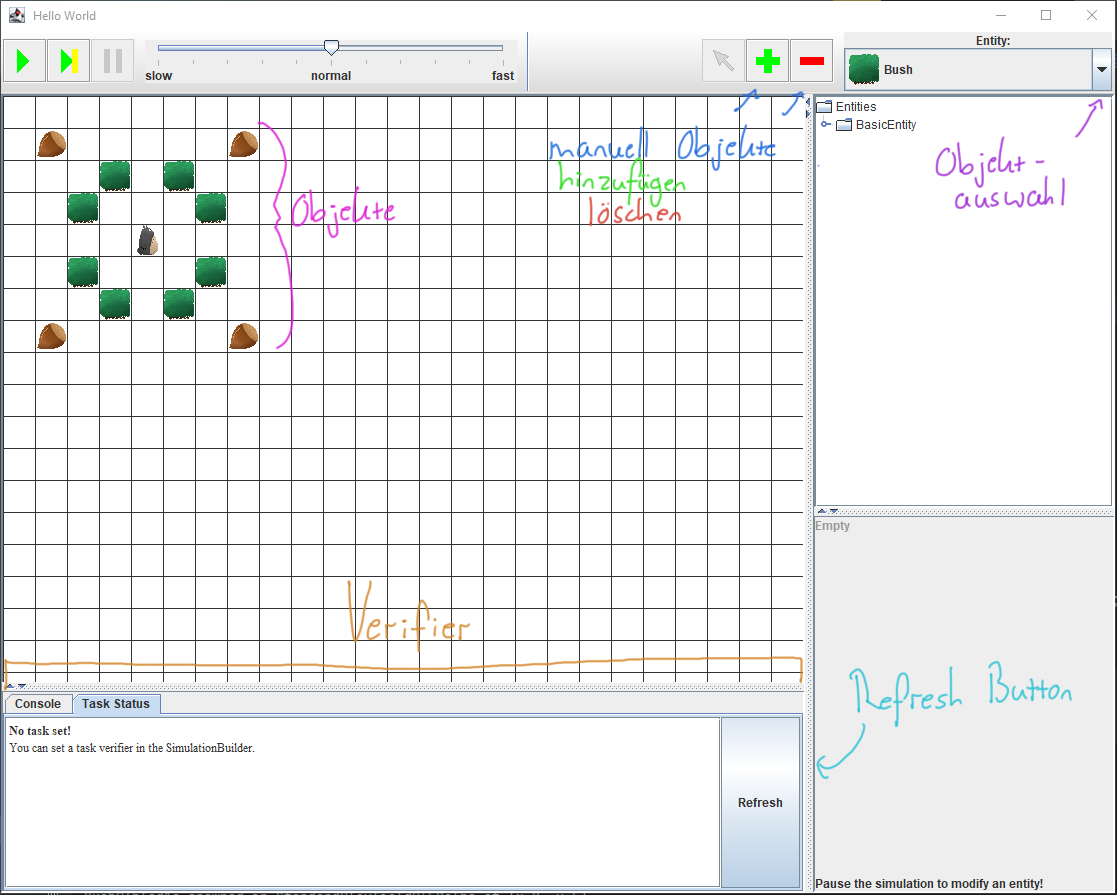 Hello World
Entity:
slow normal fast
Bush
Entities
BasicEntity
manuell Objekte
hinzufügen
löschen
Objekt-
auswahl
Objekte
Empty
Verifier
Refresh Button
Console Task Status
No task set!
You can set a task verifier in the SimulationBuilder.
Refresh
Pause the simulation to modify an entity!